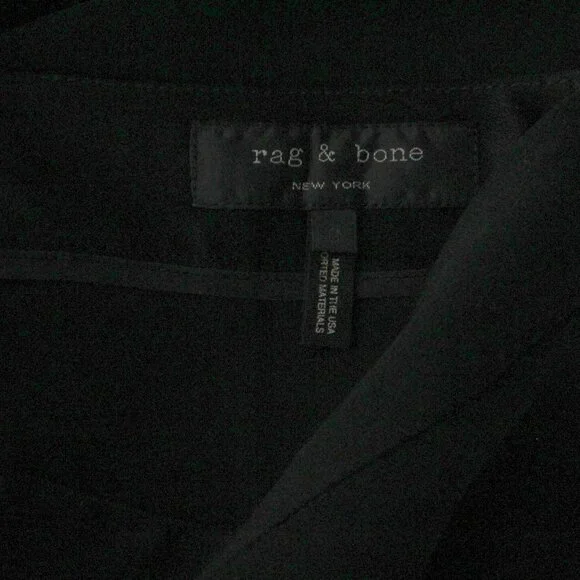 rag & bone
NEW YORK
MADE IN THE USA
MATERIALS